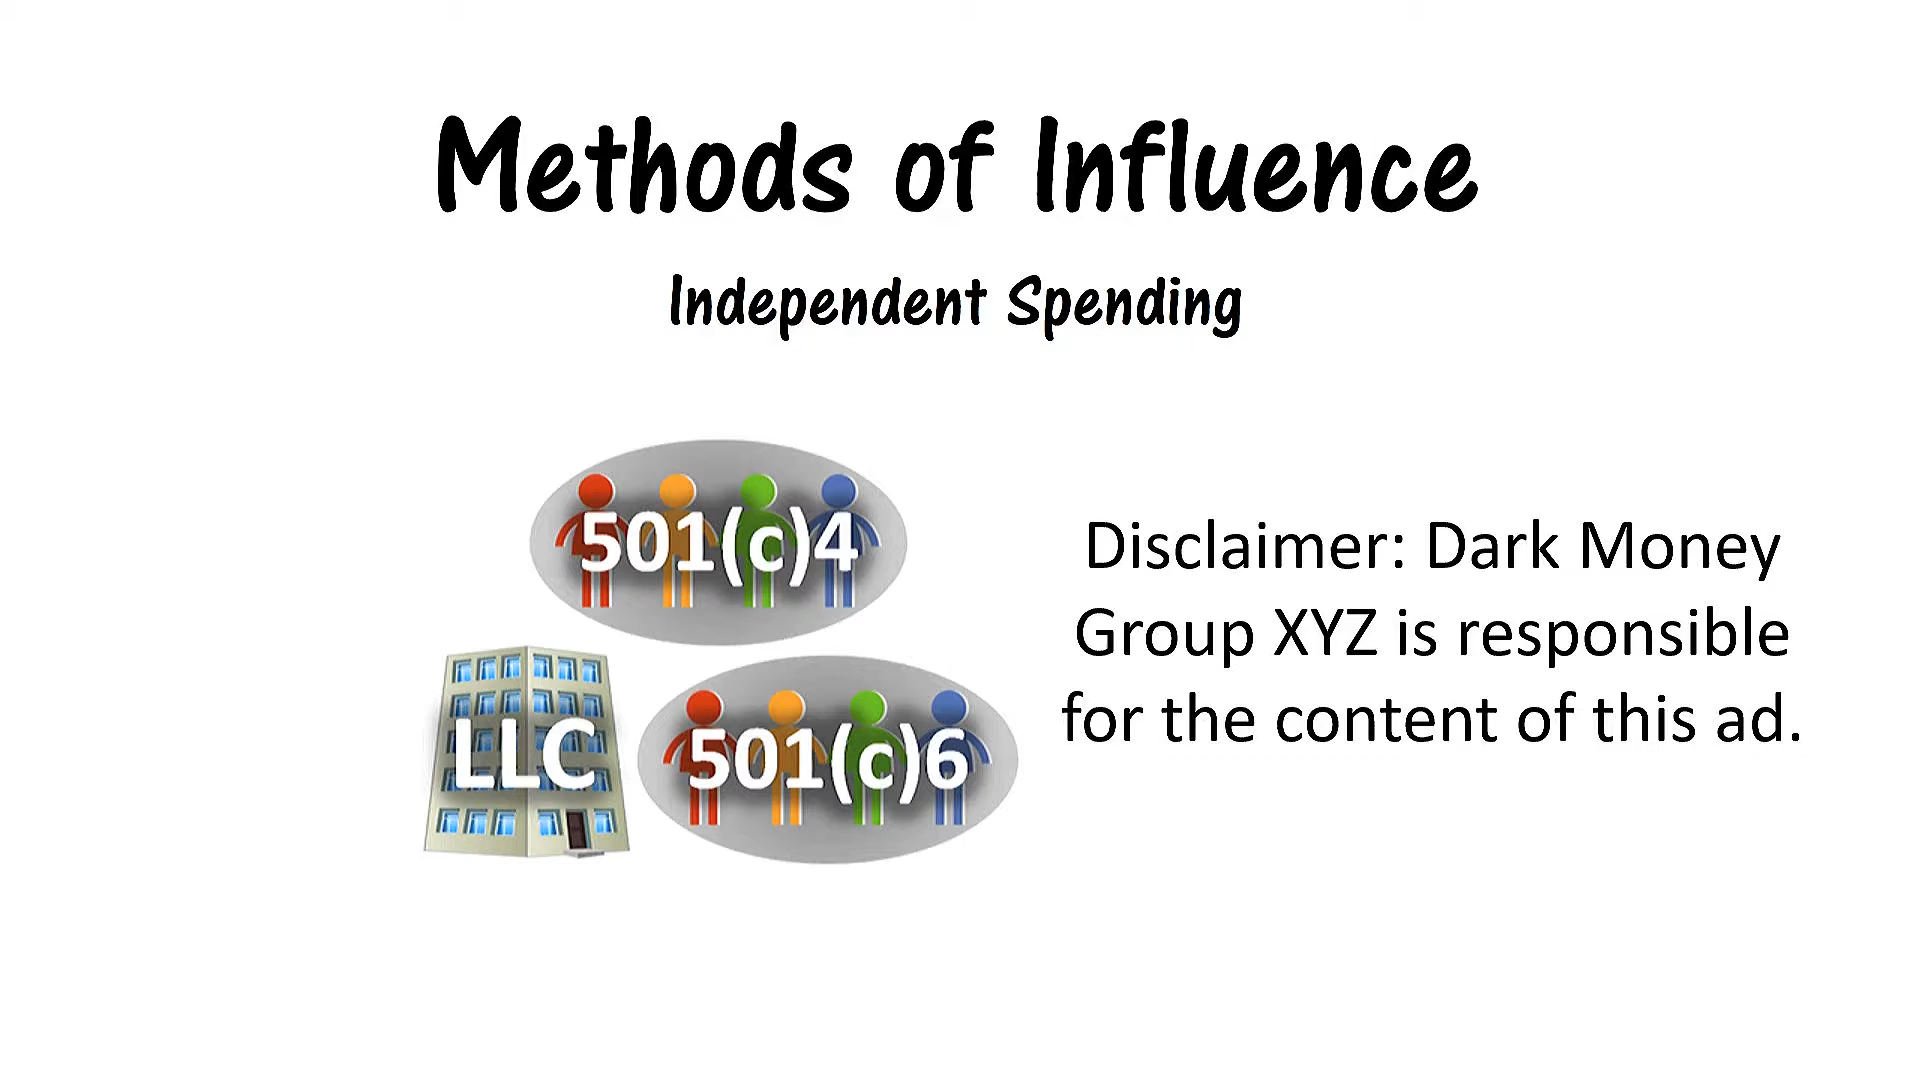 Methods of Influence
Independent Spending
501(c)4
Disclaimer: Dark Money
Group XYZ is responsible
for the content of this ad.
LLC
501(c)6